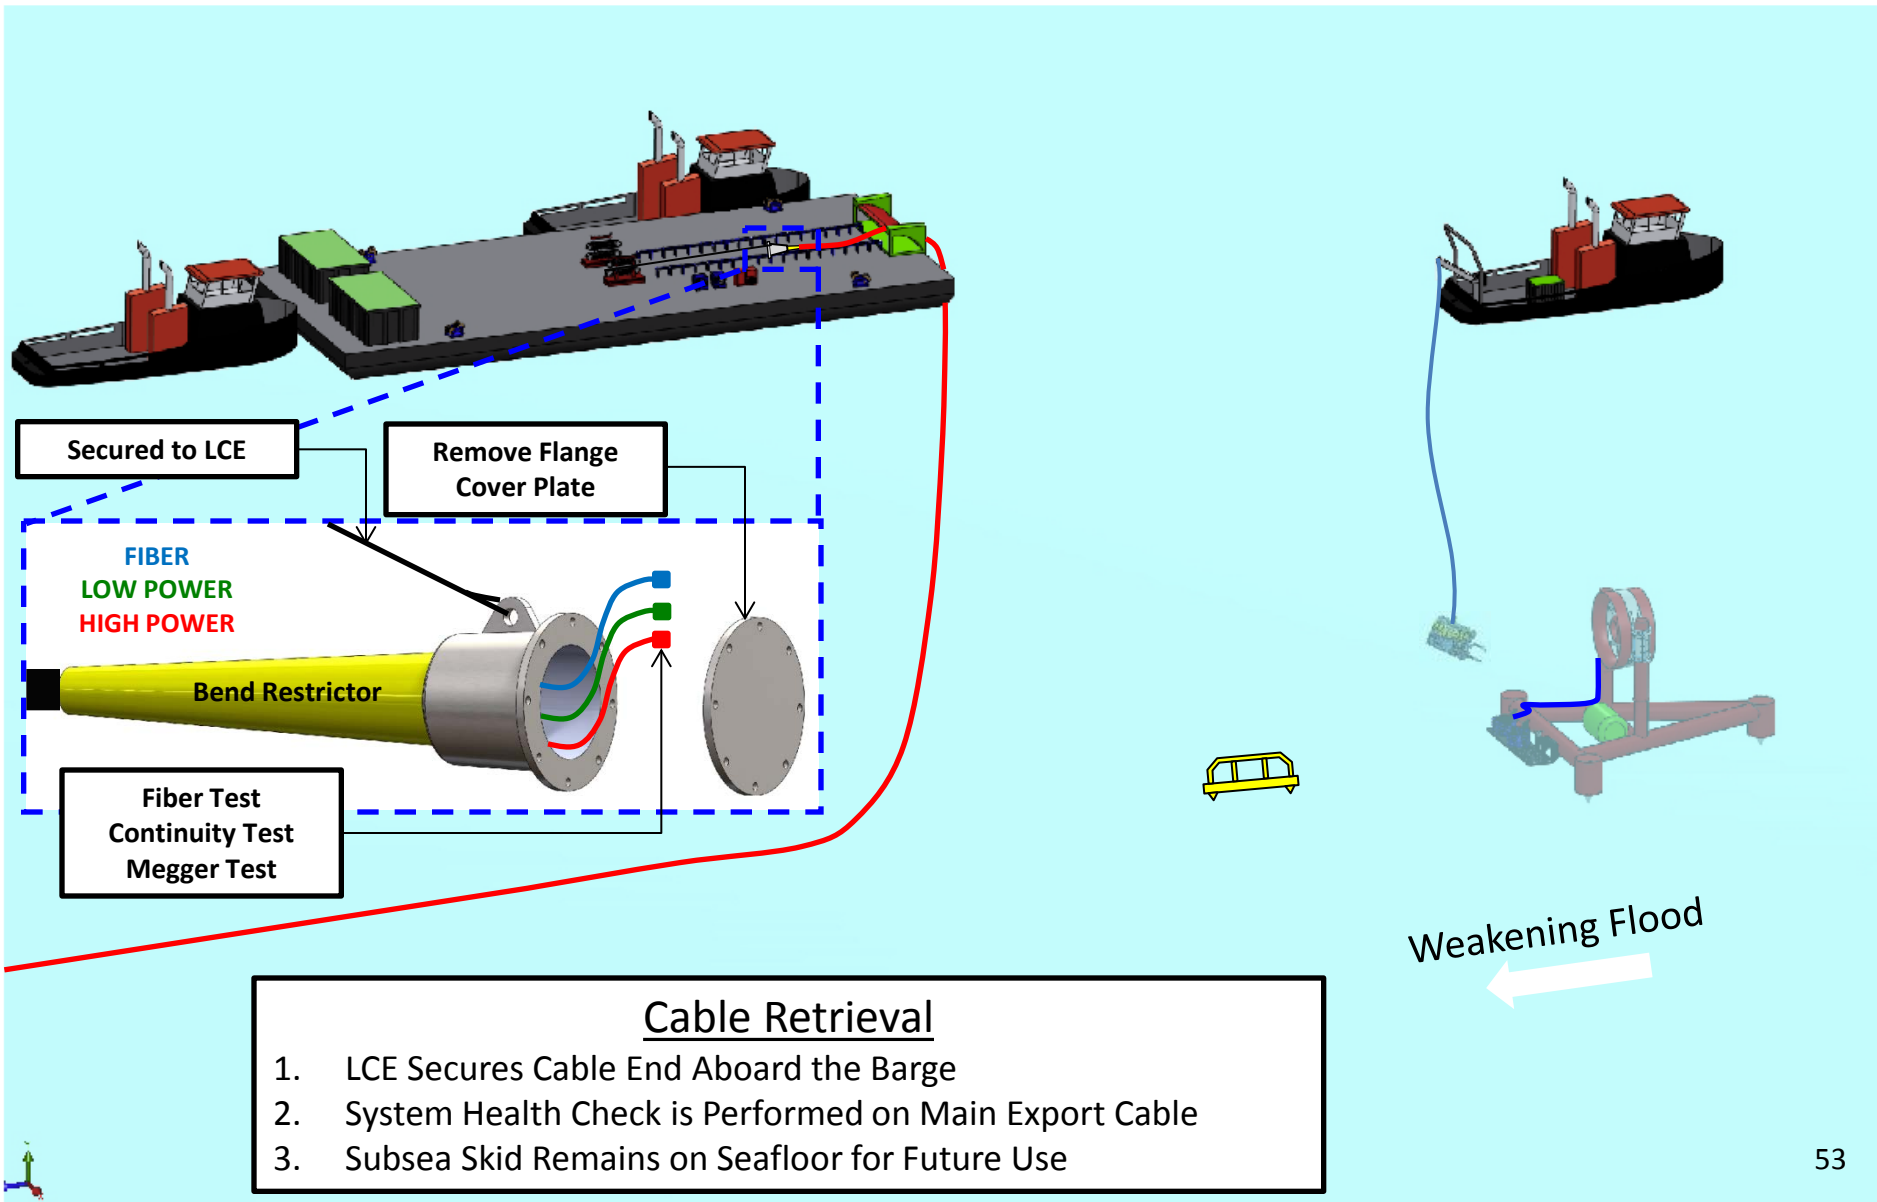 Secured to LCE
Remove Flange
Cover Plate
FIBER
LOW POWER
HIGH POWER
Bend Restrictor
Fiber Test
Continuity Test
Megger Test
Weakening Flood
Cable Retrieval
1. LCE Secures Cable End Aboard the Barge
2. System Health Check is Performed on Main Export Cable
3. Subsea Skid Remains on Seafloor for Future Use
53